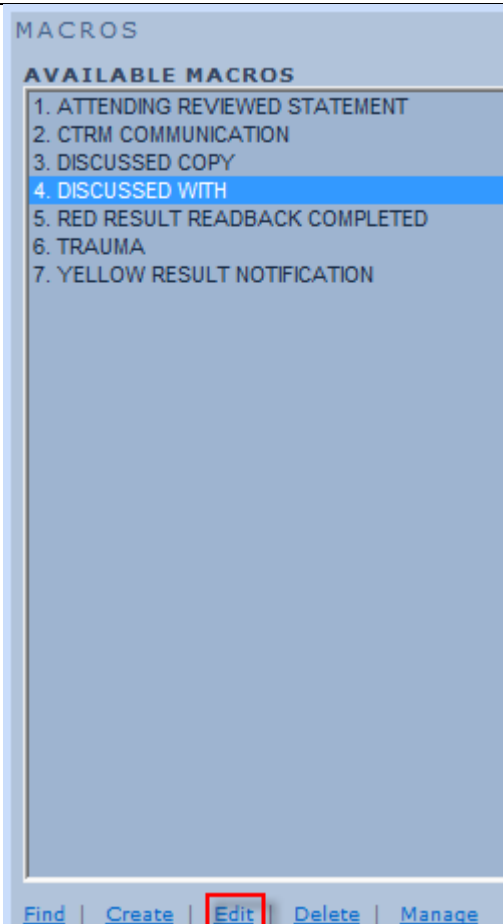 MACROS
AVAILABLE MACROS
1. ATTENDING REVIEWED STATEMENT
2. CTRM COMMUNICATION
3. DISCUSSED COPY
4. DISCUSSED WITH
5. RED RESULT READBACK COMPLETED
6. TRAUMA
7. YELLOW RESULT NOTIFICATION
Find | Create | Edit | Delete | Manage